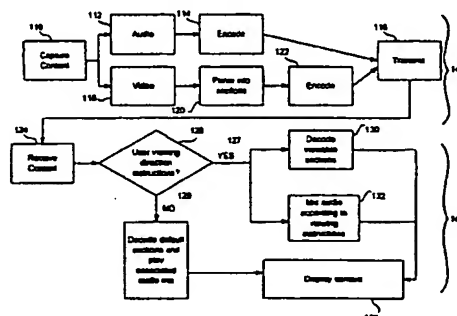 110
Capture
Content
112
Audio
114
Encode
116
Transmit
118
Video
120
Parse into
sections
122
Encode
124
Receive
Content
126
User viewing
direction
instructions?
127
YES
NO
Decode default
sections and
play
associated
audio mix
130
Decode
viewable
sections
132
Mix audio
according to
viewing
instructions
Display content